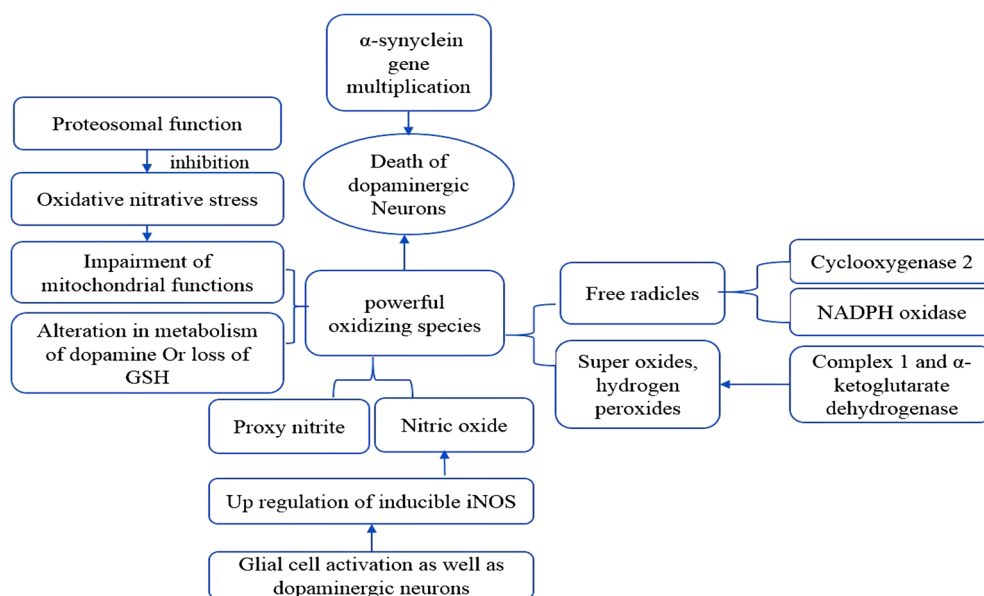 α-synyclein
gene
multiplication
Proteosomal function
inhibition
Death of
dopaminergic
Neurons
Oxidative nitrative stress
Impairment of
mitochondrial functions
Alteration in metabolism
of dopamine Or loss of
GSH
powerful
oxidizing species
Free radicles
Cyclooxygenase 2
NADPH oxidase
Super oxides,
hydrogen
peroxides
Complex 1 and α-
ketoglutarate
dehydrogenase
Proxy nitrite
Nitric oxide
Up regulation of inducible iNOS
Glial cell activation as well as
dopaminergic neurons